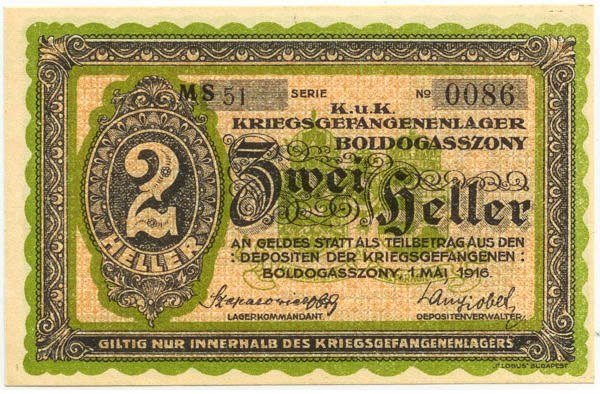 MS 51 SERIE No 0086
K.u.K.
KRIEGSGEFANGENENLAGER
BOLDOGASSZONY
Zwei
Heller
2
HELLER
AN GELDES STATT ALS TEILBETRAG AUS DEN
: DEPOSITEN DER KRIEGSGEFANGENEN :
BOLDOGASSZONY, 1. MAI 1916.
LAGERKOMMANDANT. DEPOSITENVERWALTER.
GILTIG NUR INNERHALB DES KRIEGSGEFANGENENLAGERS
"GLOBUS" BUDAPEST